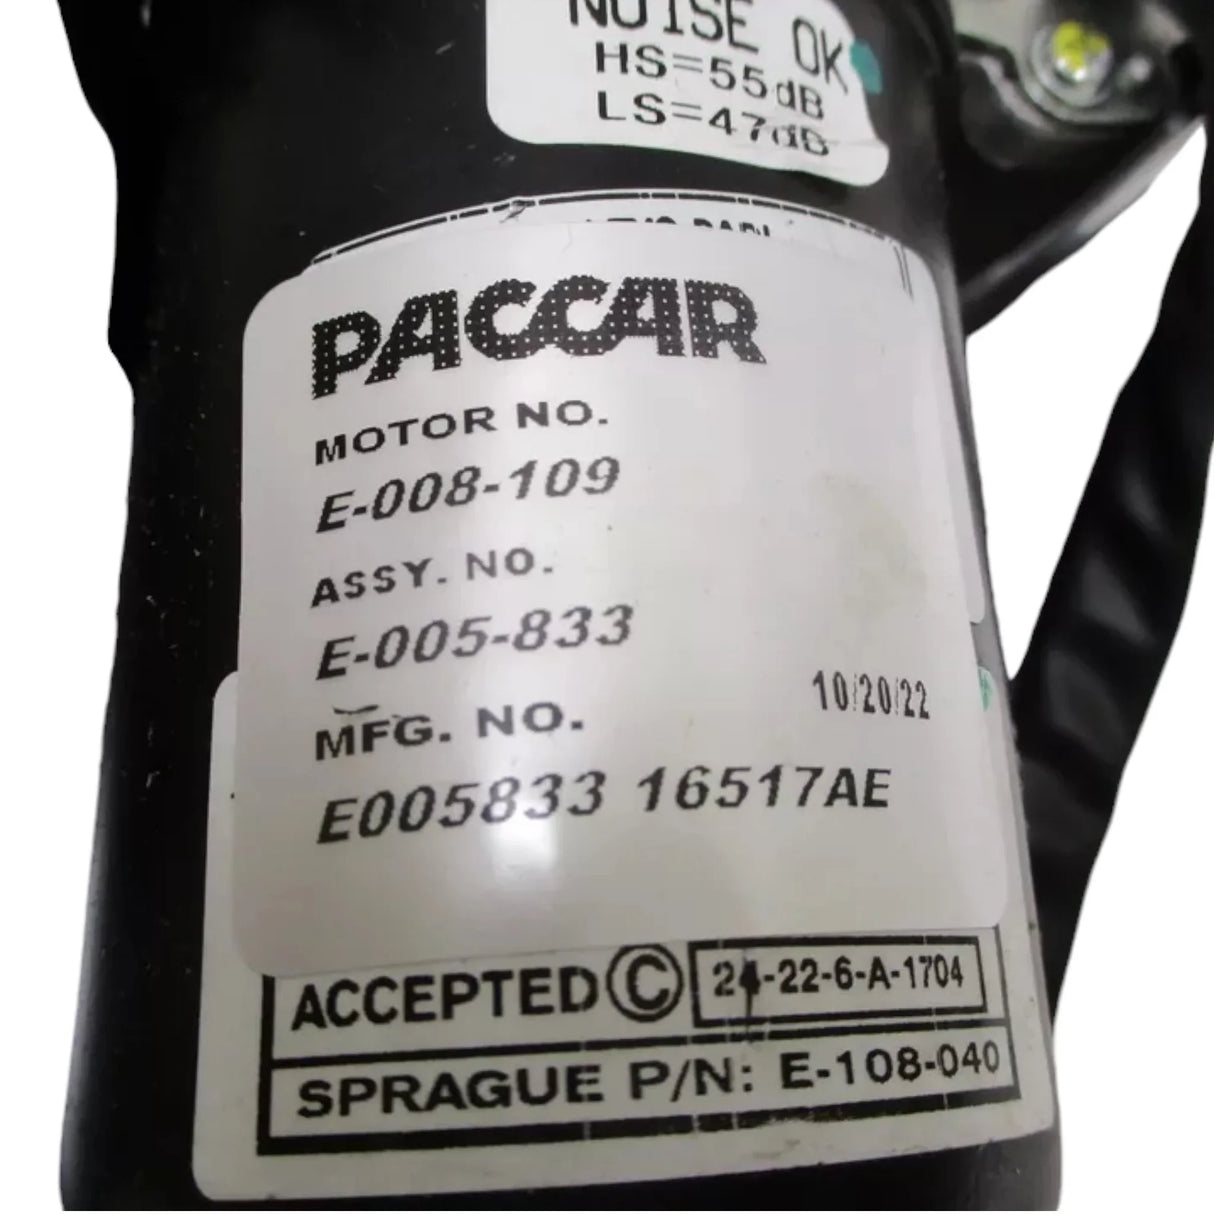 NOISE OK
HS=55dB
LS=47dB
PACCAR
MOTOR NO.
E-008-109
ASSY. NO.
E-005-833
10/20/22
MFG. NO.
E005833 16517AE
ACCEPTED © 24-22-6-A-1704
SPRAGUE P/N: E-108-040